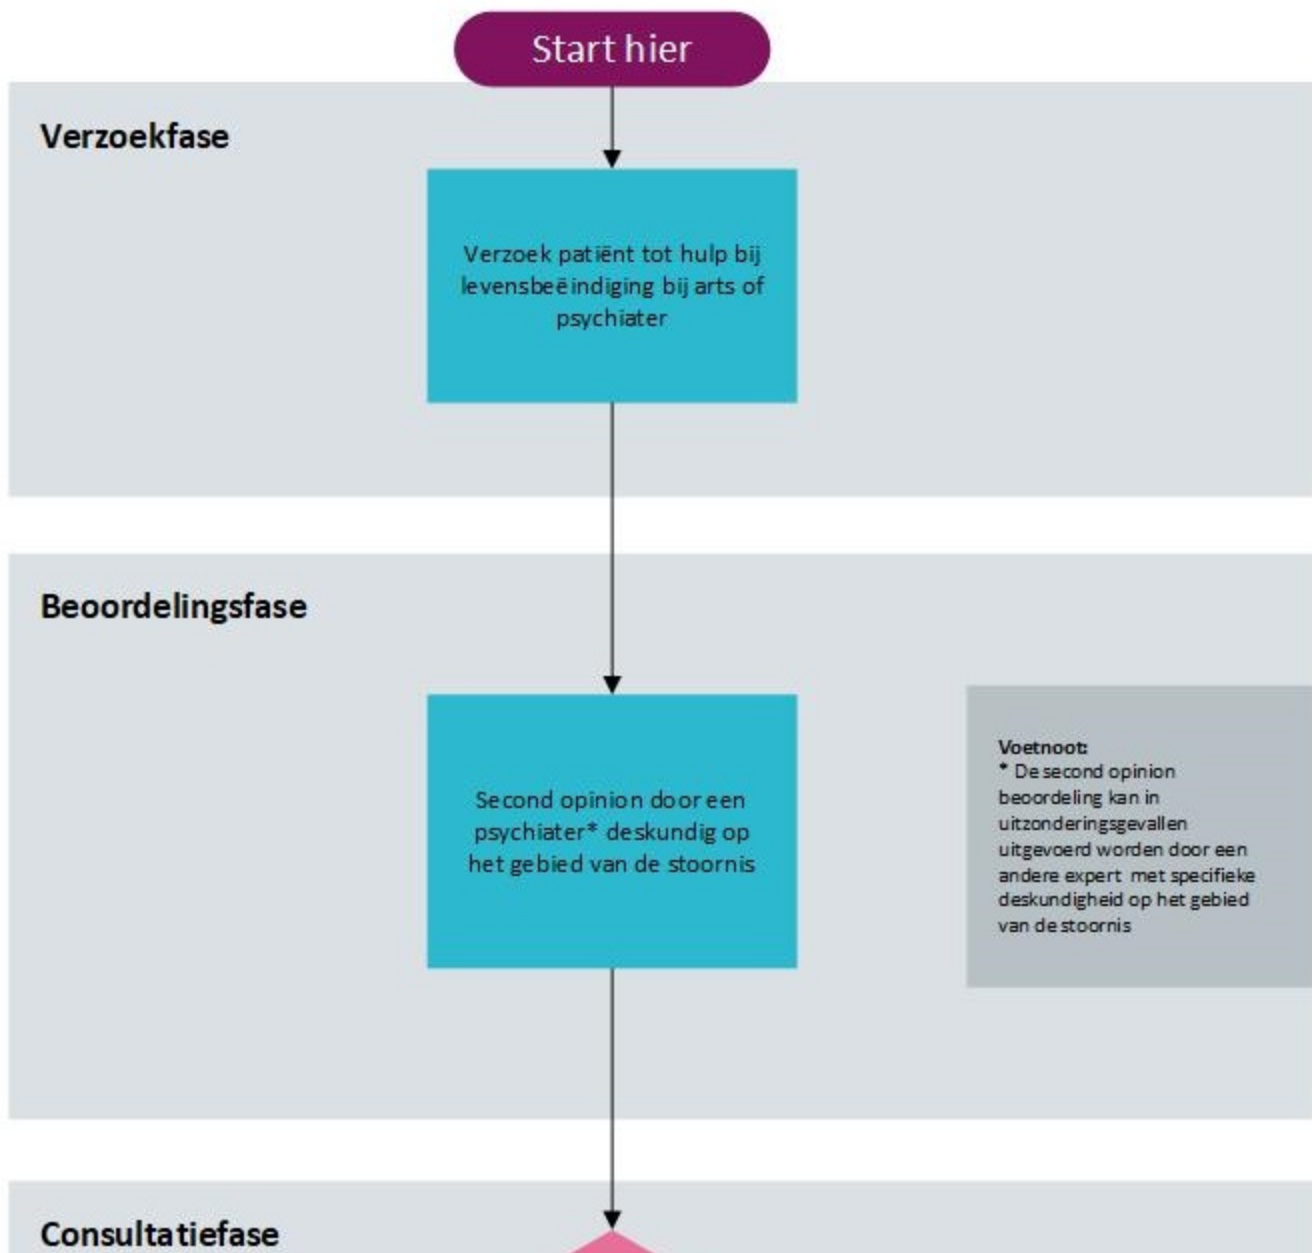 Start hier
Verzoekfase
Verzoek patiënt tot hulp bij
levensbeëindiging bij arts of
psychiater
Beoordelingsfase
Second opinion door een
psychiater* deskundig op
het gebied van de stoornis
Voetnoot:
* De second opinion
beoordeling kan in
uitzonderingsgevallen
uitgevoerd worden door een
andere expert met specifieke
deskundigheid op het gebied
van de stoornis
Consultatiefase